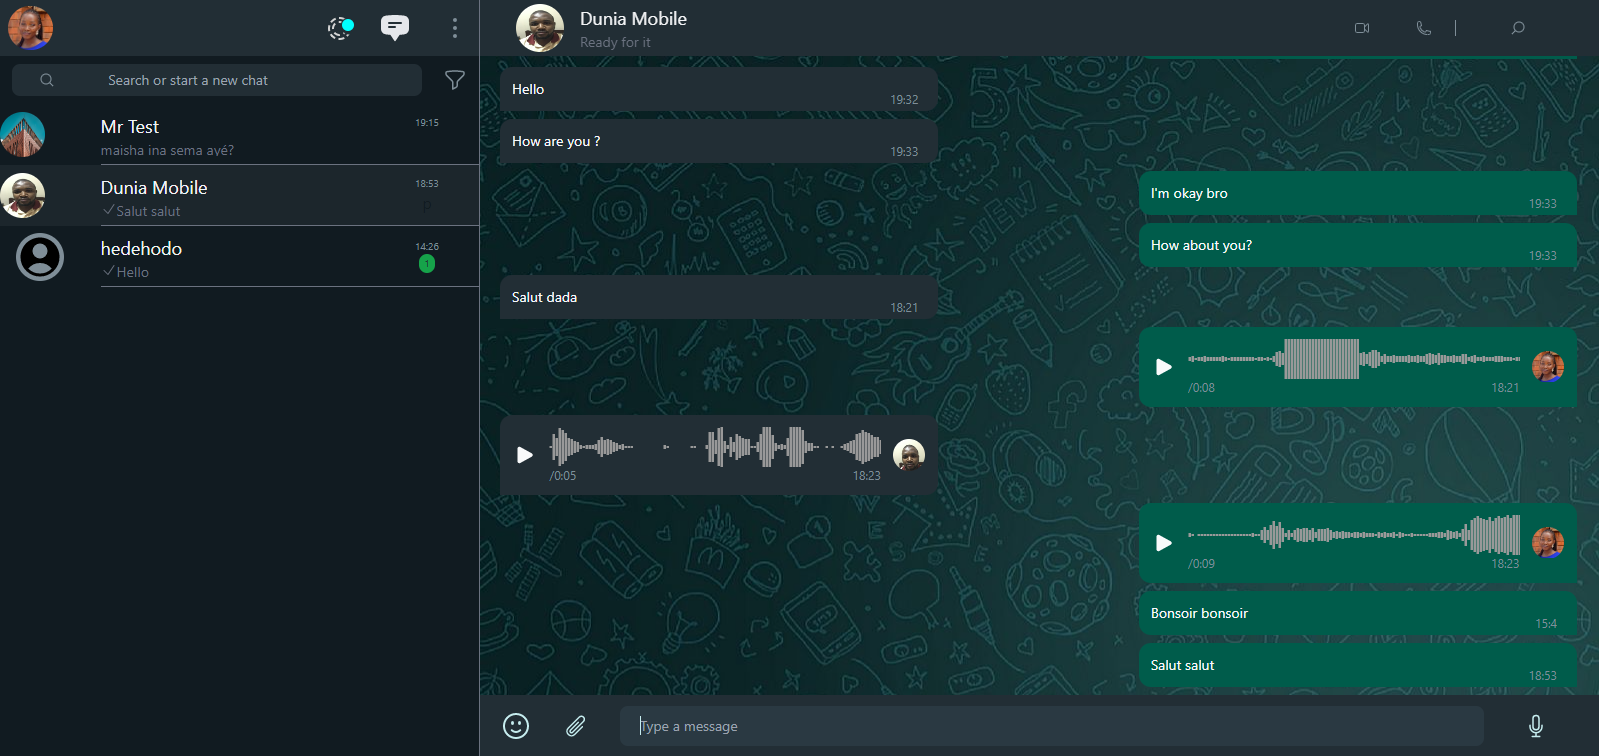 Search or start a new chat
Mr Test
19:15
maisha ina sema ayé?
Dunia Mobile
18:53
Salut salut
p
hedehodo
14:26
Hello
1
Dunia Mobile
Ready for it
Hello
19:32
How are you ?
19:33
I'm okay bro
19:33
How about you?
19:33
Salut dada
18:21
/0:08
18:21
/0:05
18:23
/0:09
18:23
Bonsoir bonsoir
15:4
Salut salut
18:53
Type a message